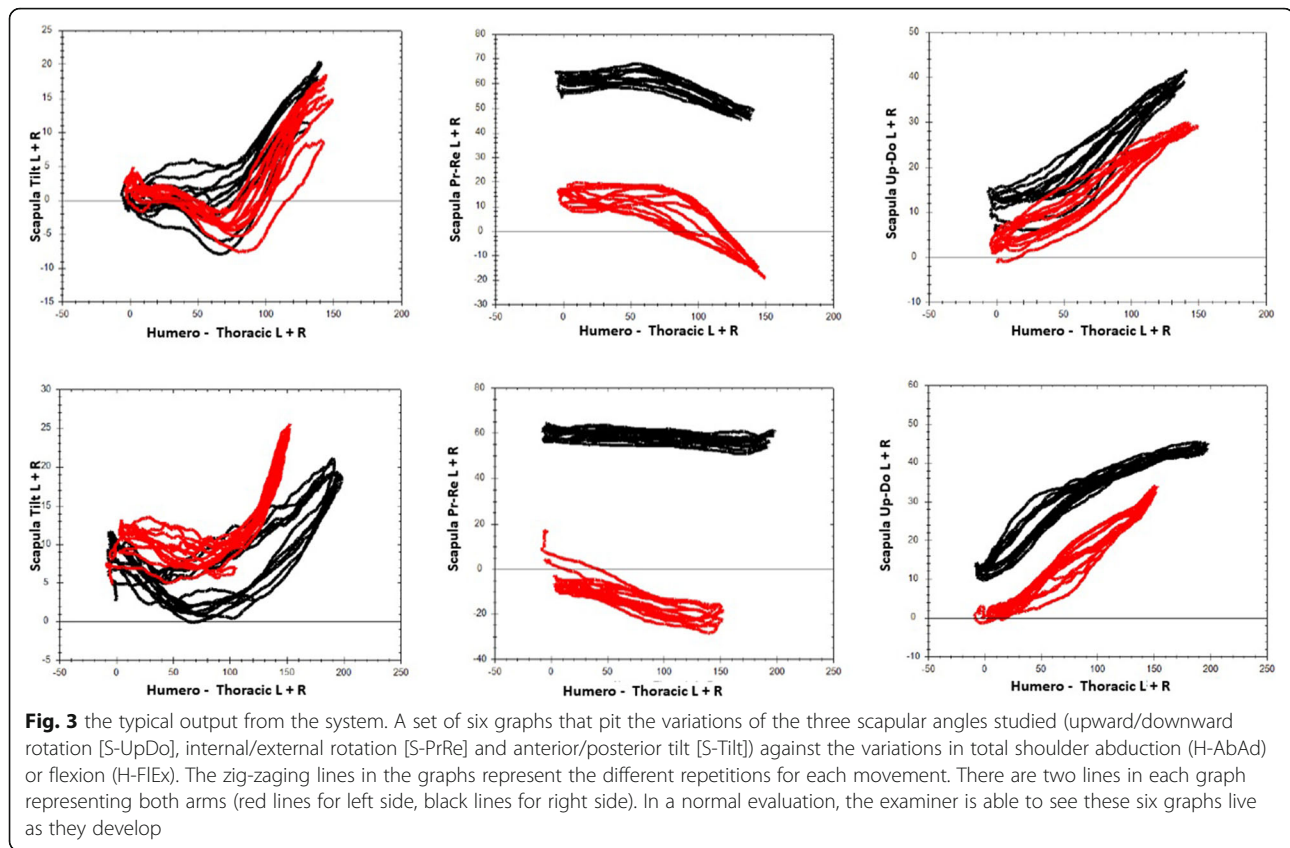 25
20
15
10
5
0
-5
-10
15
-50 0 50 100 150 200
Scapula Tilt L + R
Humero - Thoracic L + R
80
70
60
50
40
30
20
10
0
-10
-20
-30
-50 0 50 100 150 200
Scapula Pr-Re L + R
Humero - Thoracic L + R
50
40
30
20
10
0
-10
-50 0 50 100 150 200
Scapula Up-Do L + R
Humero - Thoracic L + R
30
25
20
15
10
5
0
-5
-50 0 50 100 150 200 250
Scapula Tilt L + R
Humero - Thoracic L + R
80
60
40
20
0
-20
-40
-50 0 50 100 150 200 250
Scapula Pr-Re L + R
Humero - Thoracic L + R
60
50
40
30
20
10
0
-10
-50 0 50 100 150 200 250
Scapula Up-Do L + R
Humero - Thoracic L + R
Fig. 3 the typical output from the system. A set of six graphs that pit the variations of the three scapular angles studied (upward/downward
rotation [S-UpDo], internal/external rotation [S-PrRe] and anterior/posterior tilt [S-Tilt]) against the variations in total shoulder abduction (H-AbAd)
or flexion (H-FlEx). The zig-zaging lines in the graphs represent the different repetitions for each movement. There are two lines in each graph
representing both arms (red lines for left side, black lines for right side). In a normal evaluation, the examiner is able to see these six graphs live
as they develop